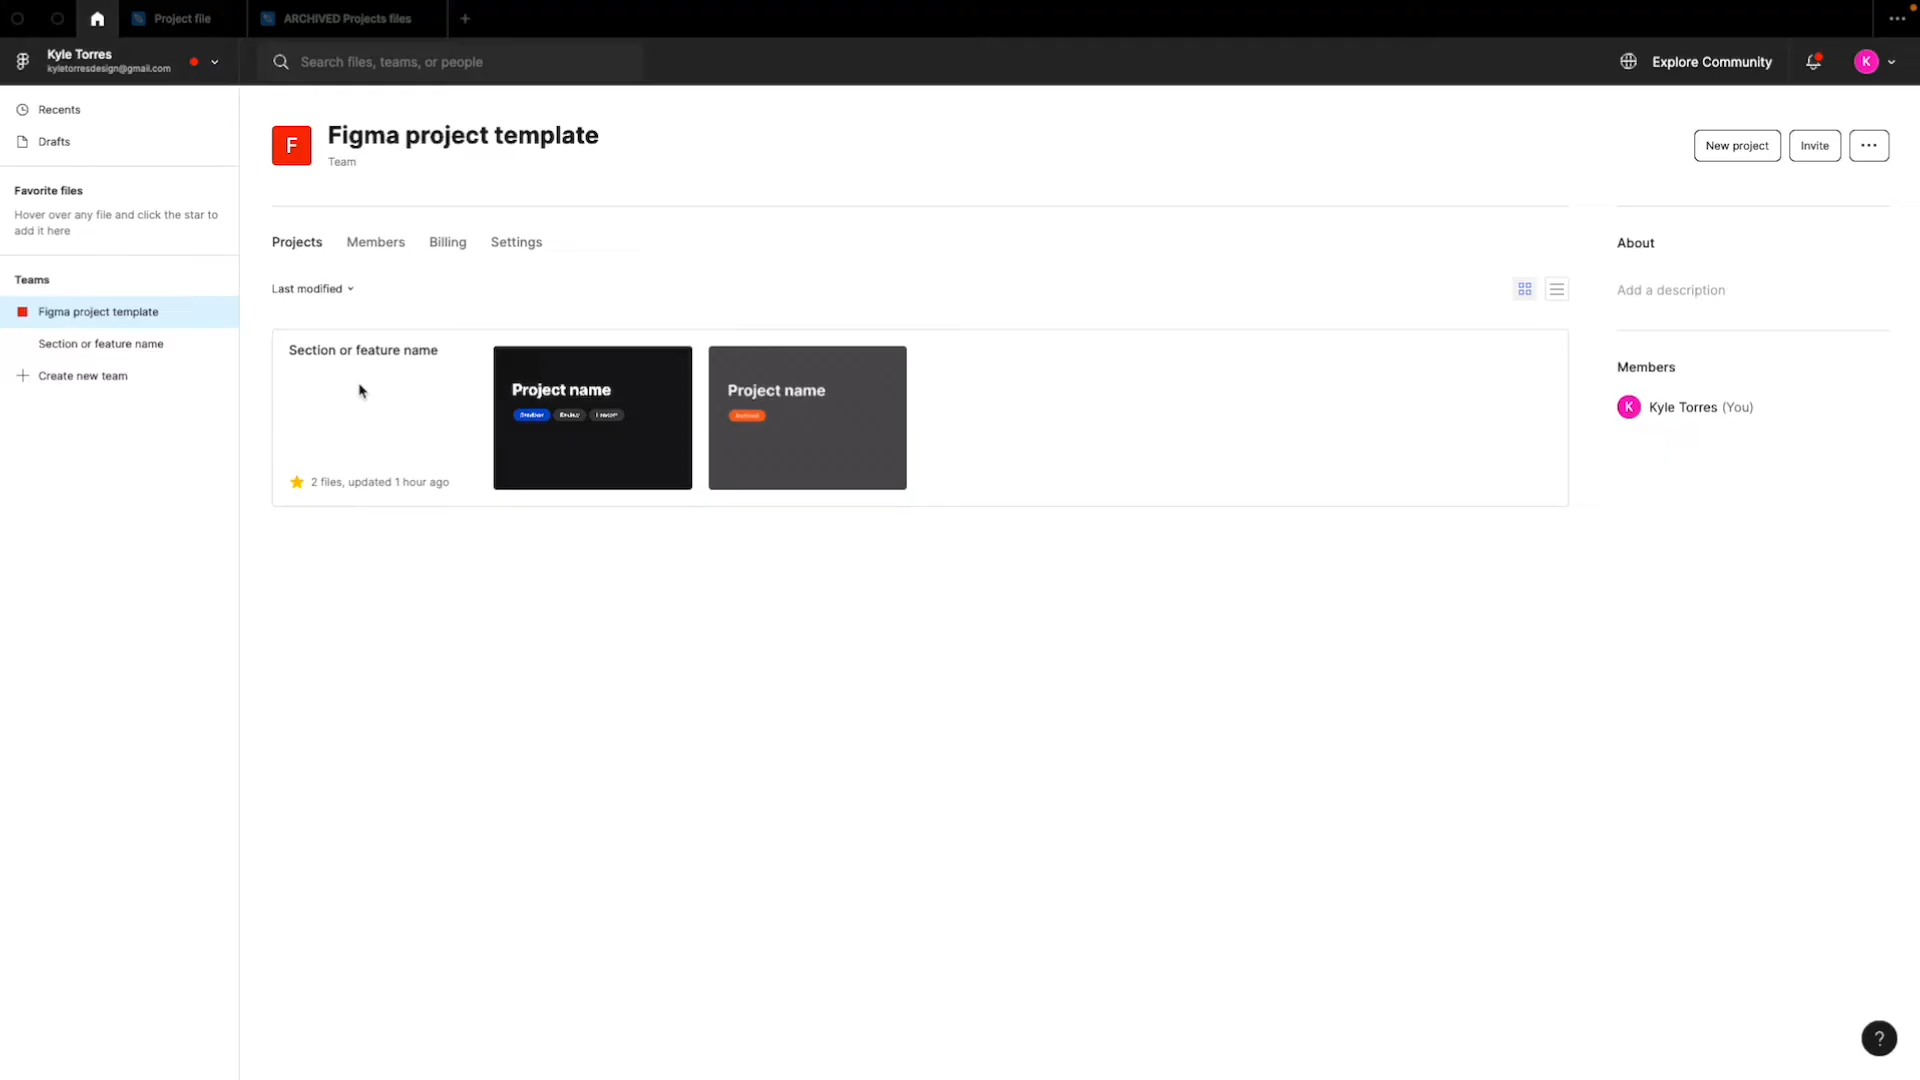 Project file
ARCHIVED Projects files
Kyle Torres
kyletorresdesign@gmail.com
Search files, teams, or people
Explore Community
K
Recents
Drafts
Favorite files
Hover over any file and click the star to
add it here
Teams
Figma project template
Section or feature name
Create new team
F
Figma project template
Team
New project
Invite
Projects
Members
Billing
Settings
Last modified
Section or feature name
2 files, updated 1 hour ago
Project name
Project name
Archived
About
Add a description
Members
K
Kyle Torres (You)
?